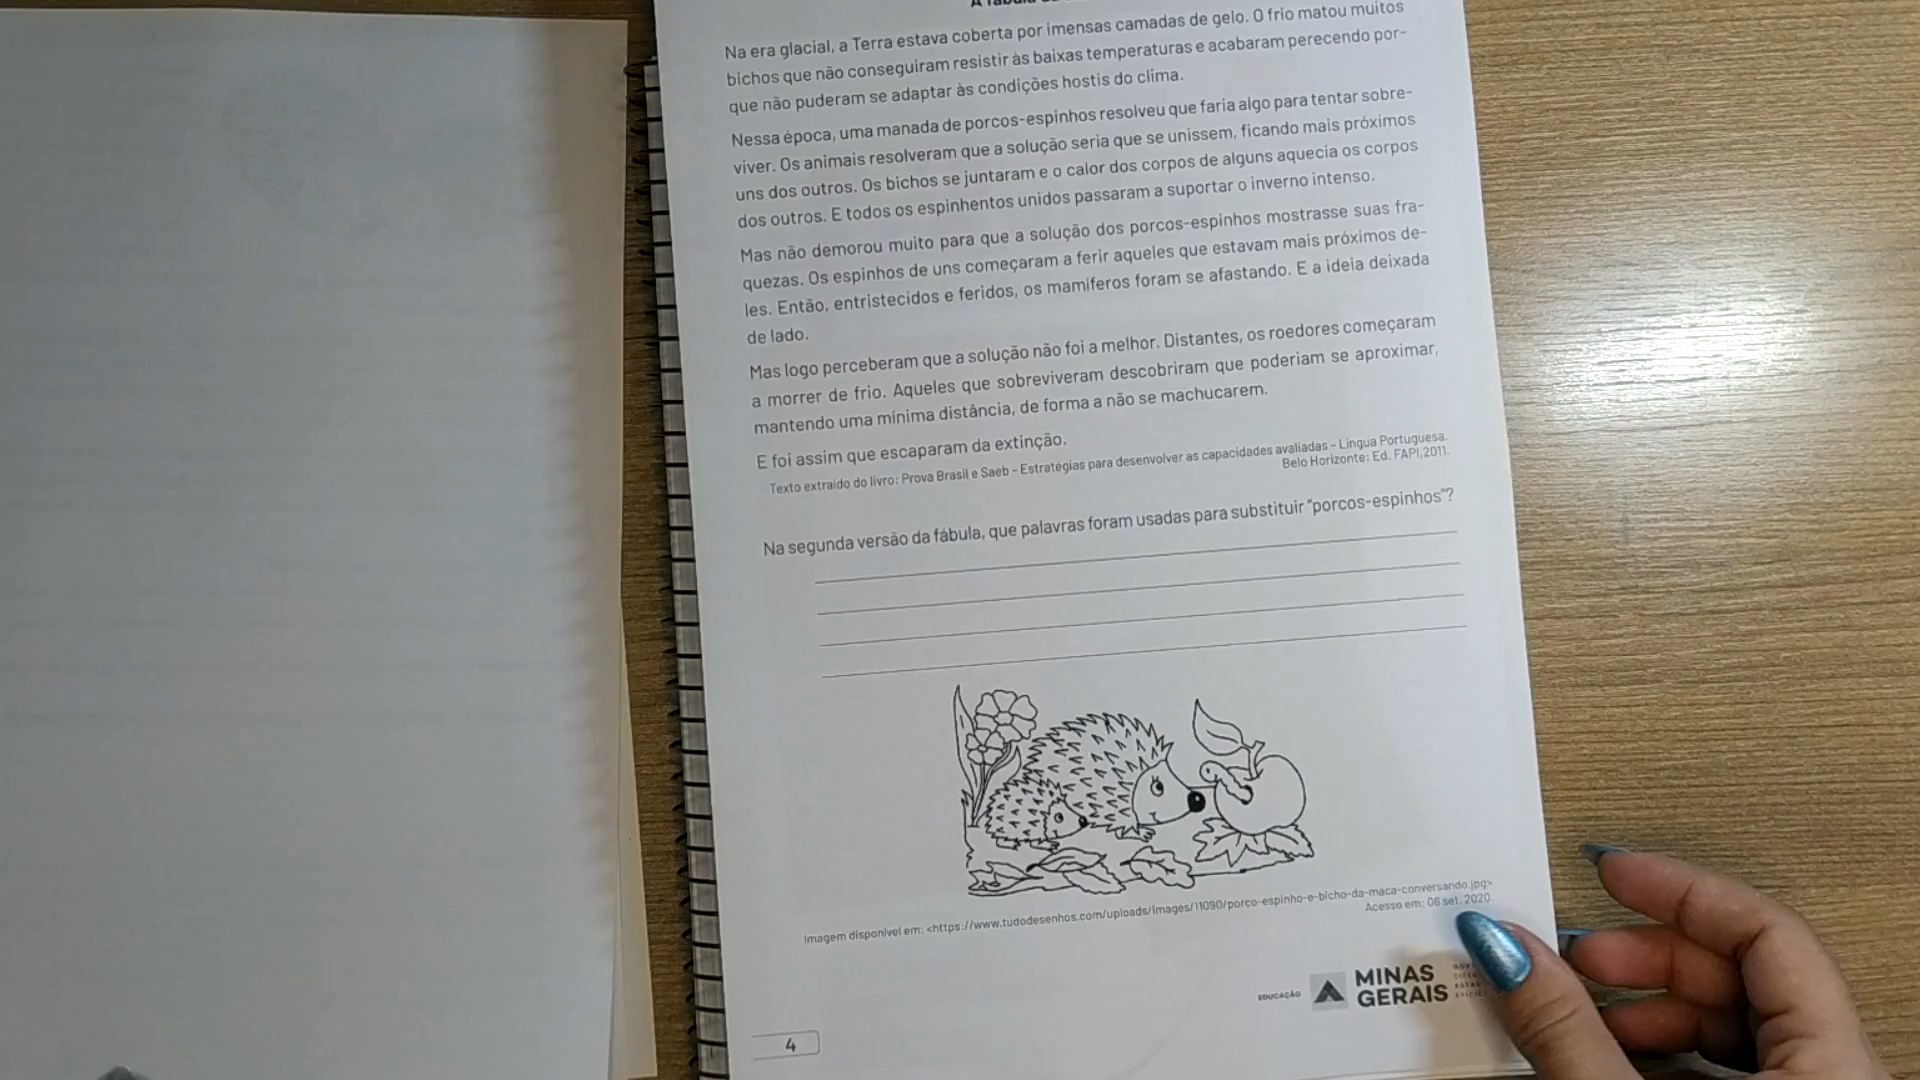 Na era glacial, a Terra estava coberta por imensas camadas de gelo. O frio matou muitos
bichos que não conseguiram resistir às baixas temperaturas e acabaram perecendo por-
que não puderam se adaptar às condições hostis do clima.
Nessa época, uma manada de porcos-espinhos resolveu que faria algo para tentar sobre-
viver. Os animais resolveram que a solução seria que se unissem, ficando mais próximos
uns dos outros. Os bichos se juntaram e o calor dos corpos de alguns aquecia os corpos
dos outros. E todos os espinhentos unidos passaram a suportar o inverno intenso.
Mas não demorou muito para que a solução dos porcos-espinhos mostrasse suas fra-
quezas. Os espinhos de uns começaram a ferir aqueles que estavam mais próximos de-
les. Então, entristecidos e feridos, os mamíferos foram se afastando. E a ideia deixada
de lado.
Mas logo perceberam que a solução não foi a melhor. Distantes, os roedores começaram
a morrer de frio. Aqueles que sobreviveram descobriram que poderiam se aproximar,
mantendo uma mínima distância, de forma a não se machucarem.
E foi assim que escaparam da extinção.
Texto extraído do livro: Prova Brasil e Saeb - Estratégias para desenvolver as capacidades avaliadas - Língua Portuguesa.
Belo Horizonte: Ed. FAPI,2011.
Na segunda versão da fábula, que palavras foram usadas para substituir "porcos-espinhos"?
Imagem disponível em: <https://www.tudodesenhos.com/uploads/images/11090/porco-espinho-e-bicho-da-maca-conversando.jpg>
Acesso em: 06 set. 2020.
EDUCAÇÃO
MINAS
GERAIS
4